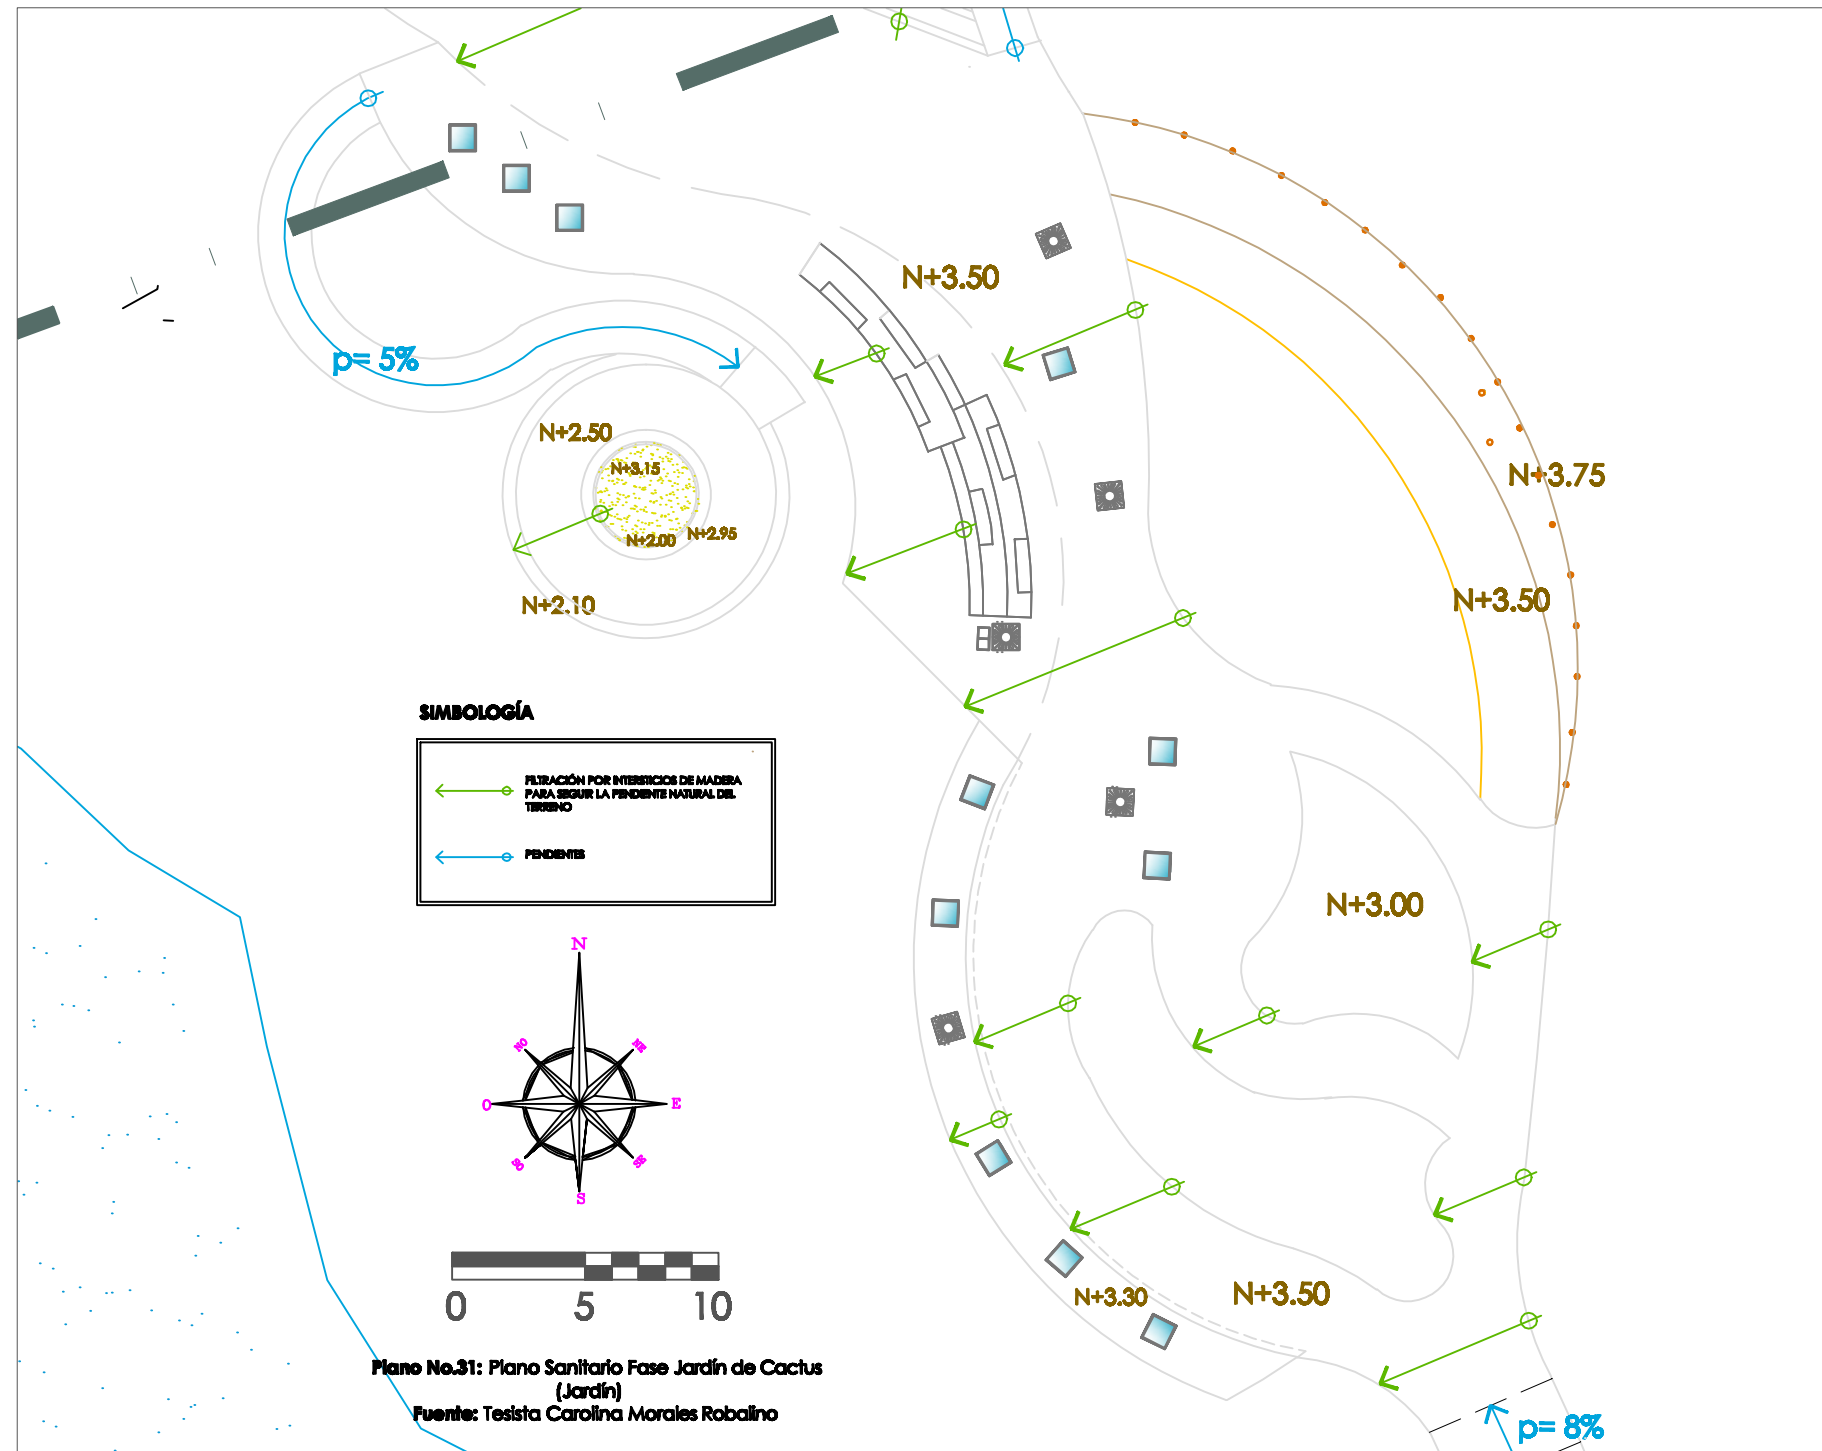 N+3.50
p= 5%
N+2.50
N+3.15
N+2.95
N+2.00
N+2.10
N+3.75
N+3.50
SIMBOLOGÍA
FILTRACIÓN POR INTERSTICIOS DE MADERA
PARA SEGUIR LA PENDIENTE NATURAL DEL
TERRENO
PENDIENTES
N+3.00
N
NO
NE
O
E
SO
SE
S
N+3.30
N+3.50
0 5 10
Plano No.31: Plano Sanitario Fase Jardín de Cactus
(Jardín)
Fuente: Tesista Carolina Morales Robalino
p= 8%